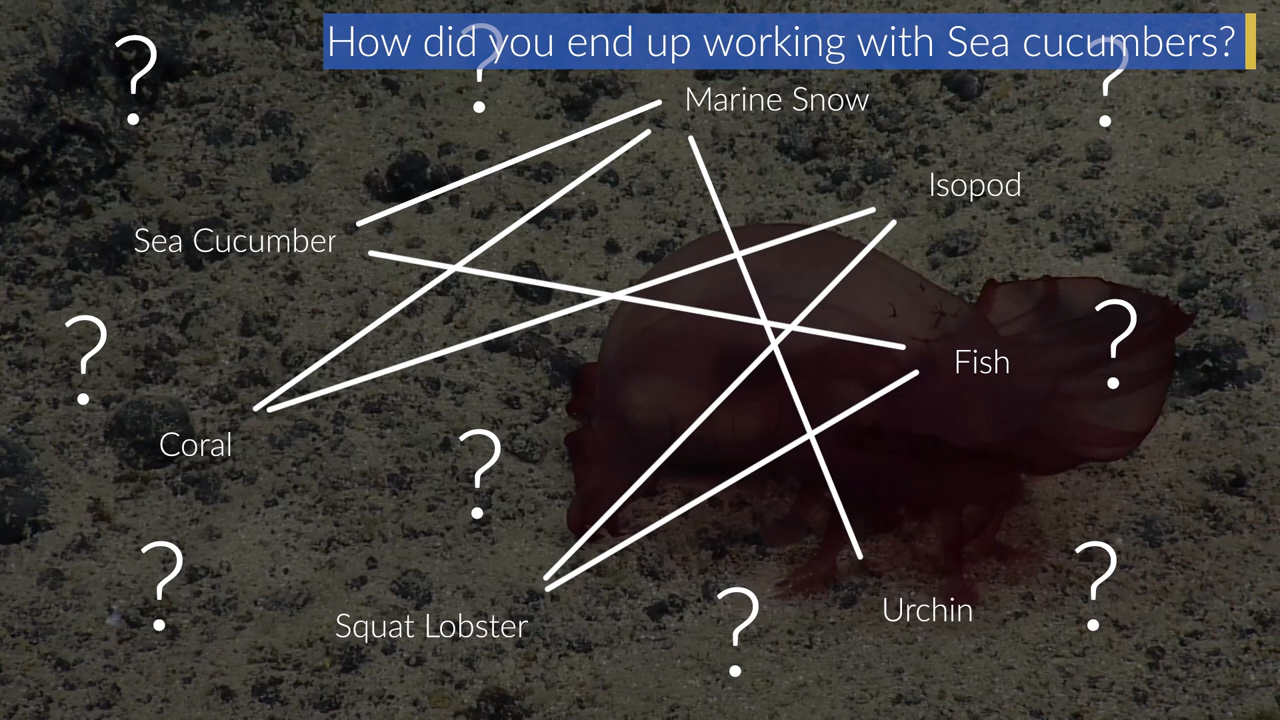 How did you end up working with Sea cucumbers?
?
?
?
Marine Snow
Isopod
Sea Cucumber
?
?
Fish
Coral
?
?
?
?
Squat Lobster
Urchin